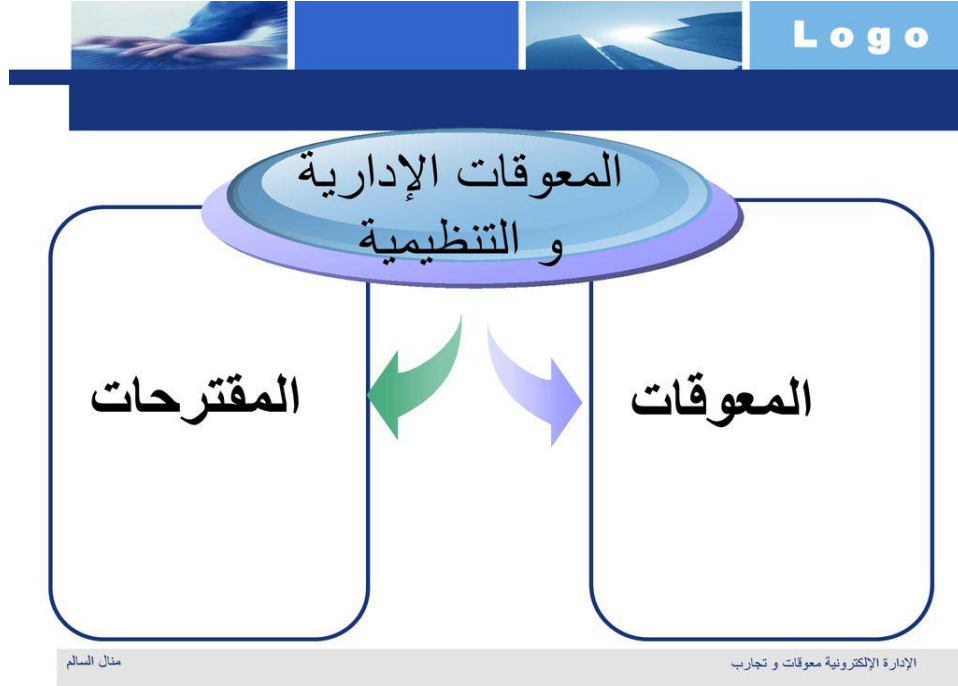 Logo
المعوقات الإدارية
و التنظيمية
المعوقات
المقترحات
الإدارة الإلكترونية معوقات و تجارب
منال السالم